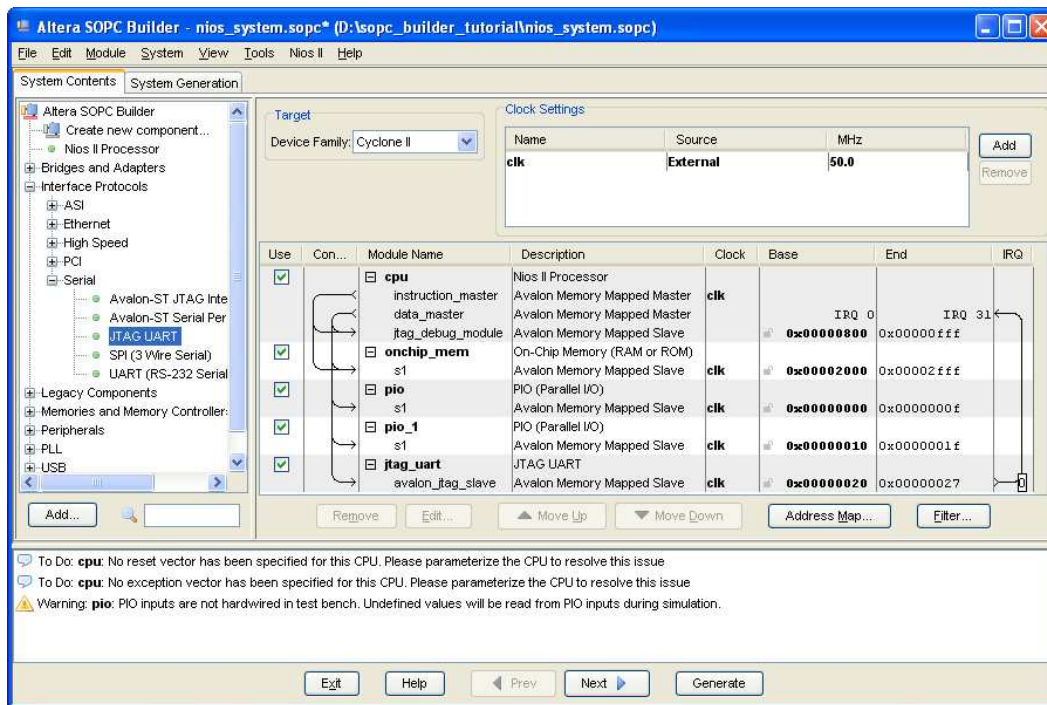 Altera SOPC Builder - nios_system.sopc* (D:\sopc_builder_tutorial\nios_system.sopc)
File Edit Module System View Tools Nios II Help
System Contents System Generation
Altera SOPC Builder
Create new component...
Nios II Processor
Bridges and Adapters
Interface Protocols
ASI
Ethernet
High Speed
PCI
Serial
Avalon-ST JTAG Inte
Avalon-ST Serial Per
JTAG UART
SPI (3 Wire Serial)
UART (RS-232 Serial
Legacy Components
Memories and Memory Controller
Peripherals
PLL
USB
Add...
Target
Device Family: Cyclone II
Clock Settings
Name Source MHz
clk External 50.0
Add
Remove
Use Con... Module Name Description Clock Base End IRQ
cpu Nios II Processor
instruction_master Avalon Memory Mapped Master clk
data_master Avalon Memory Mapped Master IRQ 0 IRQ 31
jtag_debug_module Avalon Memory Mapped Slave 0x00000800 0x00000fff
onchip_mem On-Chip Memory (RAM or ROM)
s1 Avalon Memory Mapped Slave clk 0x00002000 0x00002fff
pio PIO (Parallel I/O)
s1 Avalon Memory Mapped Slave clk 0x00000000 0x0000000f
pio_1 PIO (Parallel I/O)
s1 Avalon Memory Mapped Slave clk 0x00000010 0x0000001f
jtag_uart JTAG UART
avalon_jtag_slave Avalon Memory Mapped Slave clk 0x00000020 0x00000027 0
Remove Edit... Move Up Move Down Address Map... Filter...
To Do: cpu: No reset vector has been specified for this CPU. Please parameterize the CPU to resolve this issue
To Do: cpu: No exception vector has been specified for this CPU. Please parameterize the CPU to resolve this issue
Warning: pio: PIO inputs are not hardwired in test bench. Undefined values will be read from PIO inputs during simulation.
Exit Help Prev Next Generate